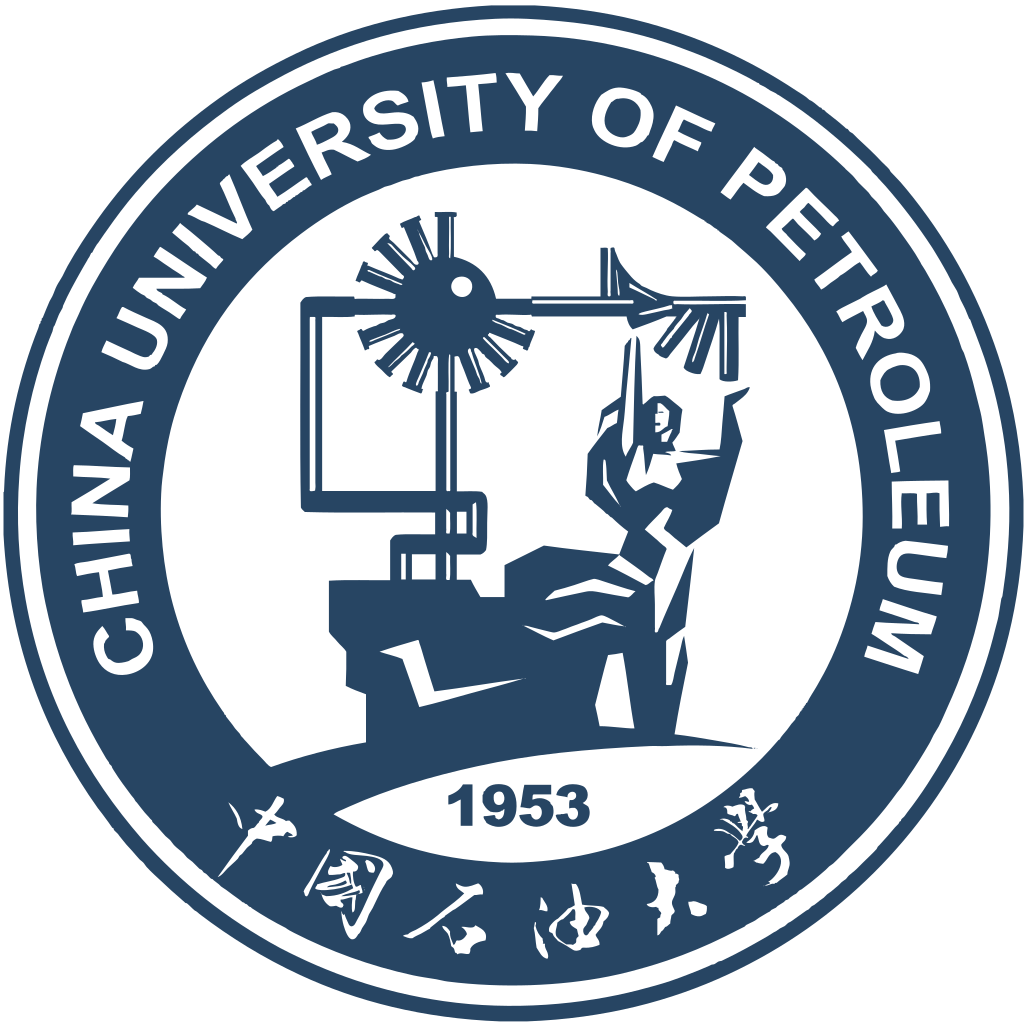 CHINA UNIVERSITY OF PETROLEUM
1953
中国石油大学